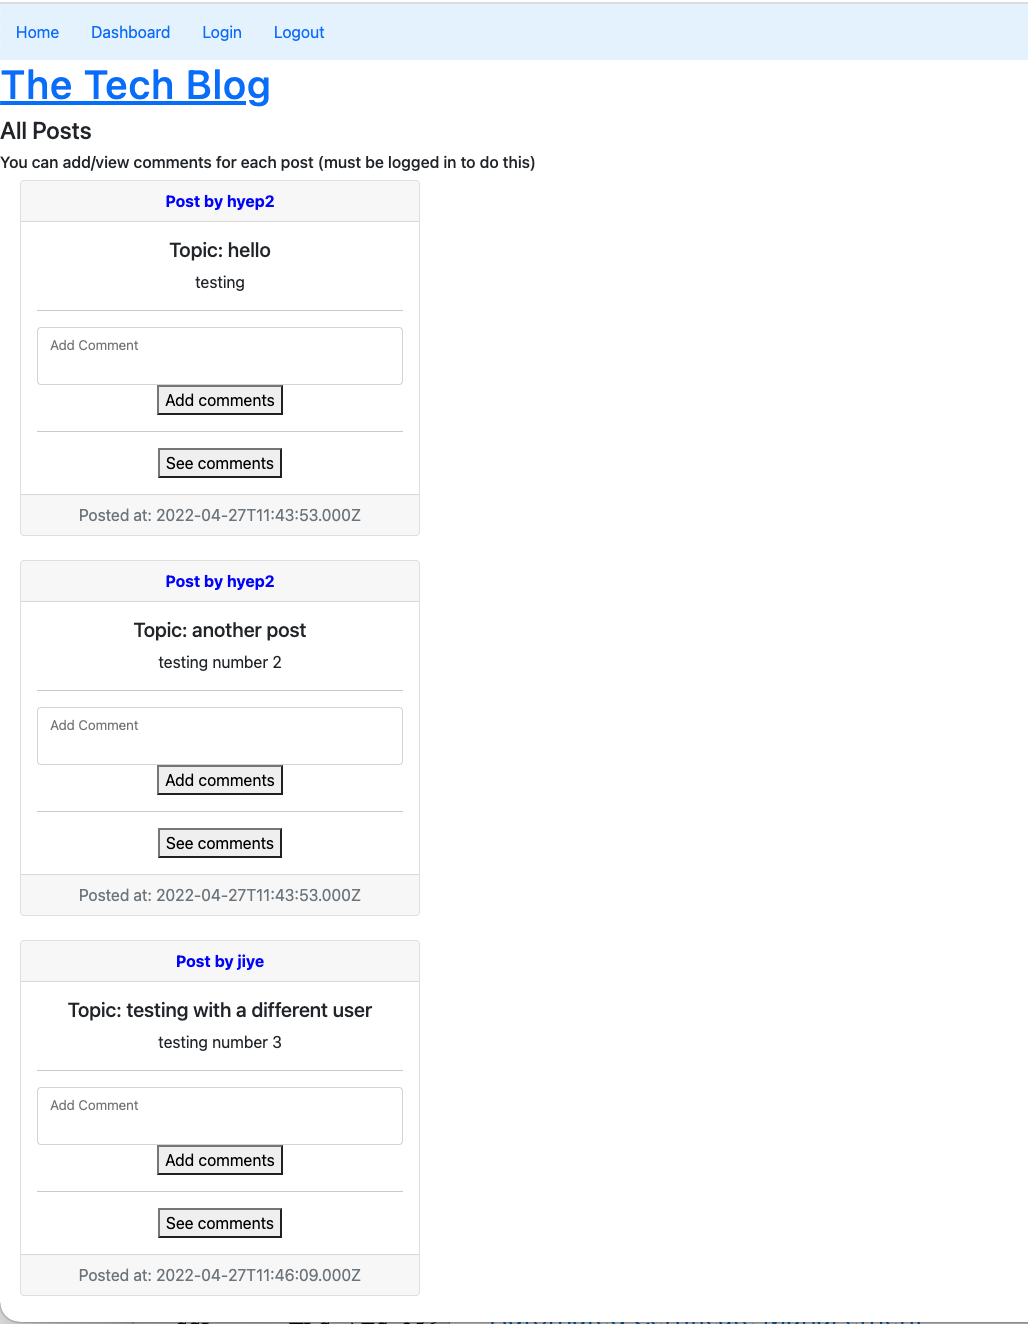 Home Dashboard Login Logout
The Tech Blog
All Posts
You can add/view comments for each post (must be logged in to do this)
Post by hyep2
Topic: hello
testing
Add Comment
Add comments
See comments
Posted at: 2022-04-27T11:43:53.000Z
Post by hyep2
Topic: another post
testing number 2
Add Comment
Add comments
See comments
Posted at: 2022-04-27T11:43:53.000Z
Post by jiye
Topic: testing with a different user
testing number 3
Add Comment
Add comments
See comments
Posted at: 2022-04-27T11:46:09.000Z